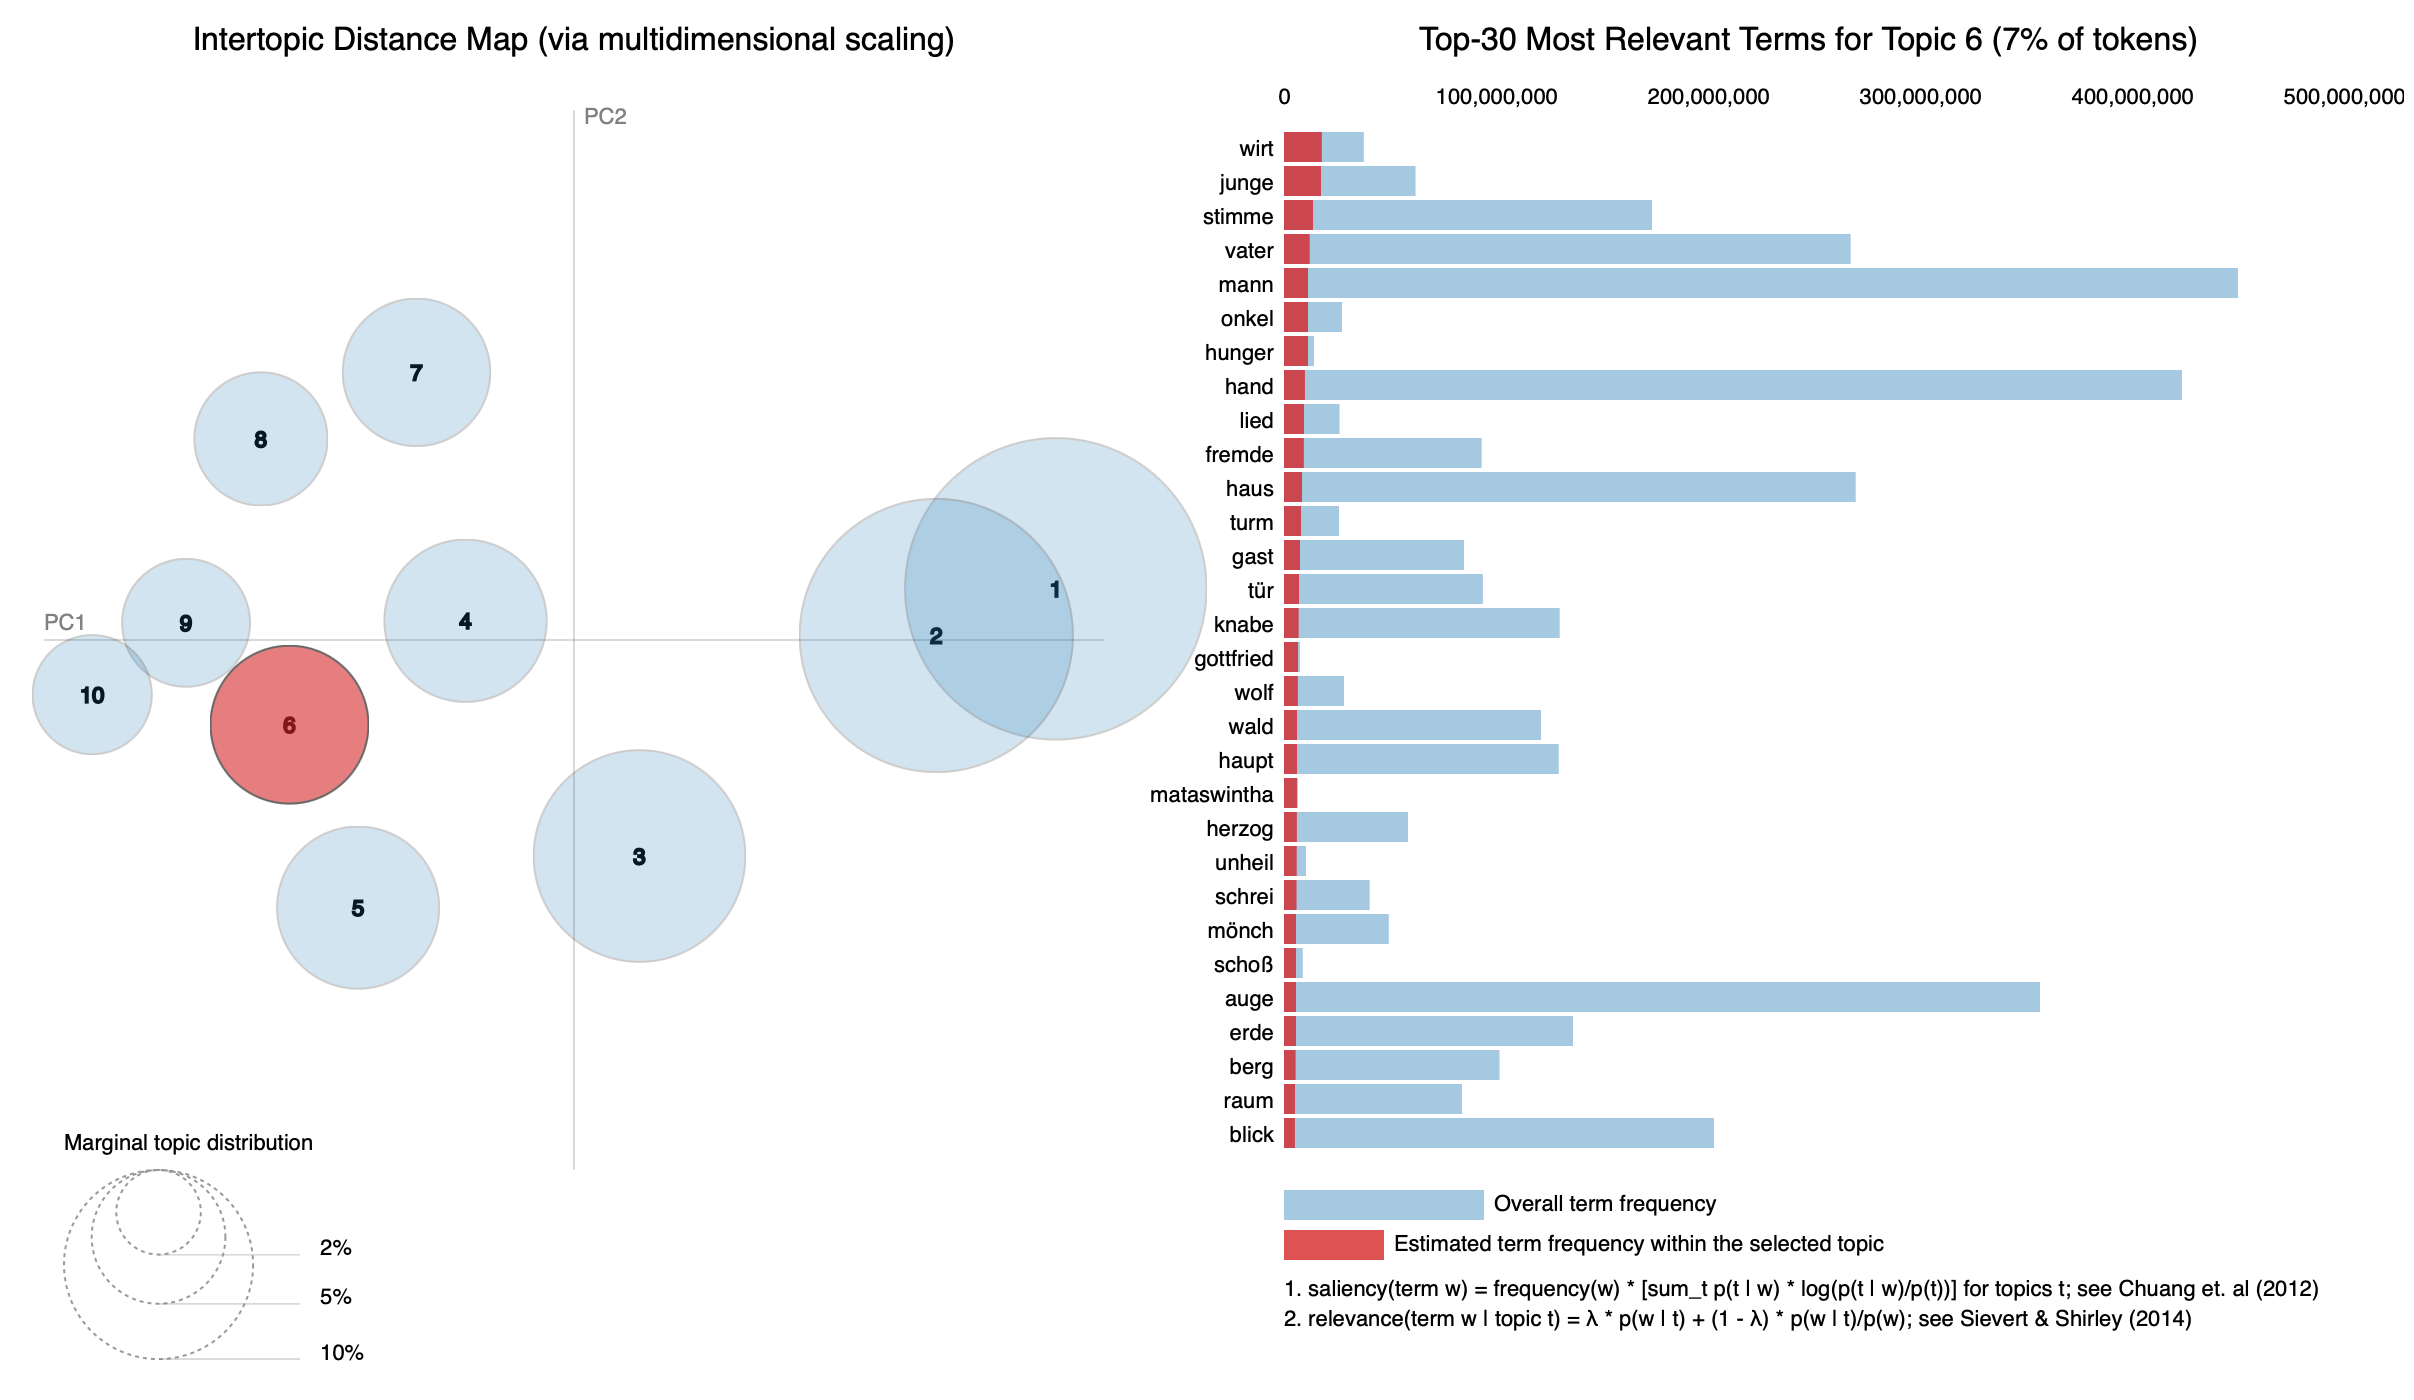 Intertopic Distance Map (via multidimensional scaling)
PC2
PC1
7
8
9
4
10
6
5
3
2
1
Marginal topic distribution
2%
5%
10%
Top-30 Most Relevant Terms for Topic 6 (7% of tokens)
0 100,000,000 200,000,000 300,000,000 400,000,000 500,000,000
wirt
junge
stimme
vater
mann
onkel
hunger
hand
lied
fremde
haus
turm
gast
tür
knabe
gottfried
wolf
wald
haupt
mataswintha
herzog
unheil
schrei
mönch
schoß
auge
erde
berg
raum
blick
Overall term frequency
Estimated term frequency within the selected topic
1. saliency(term w) = frequency(w) * [sum_t p(t | w) * log(p(t | w)/p(t))] for topics t; see Chuang et. al (2012)
2. relevance(term w | topic t) = λ * p(w | t) + (1 - λ) * p(w | t)/p(w); see Sievert & Shirley (2014)